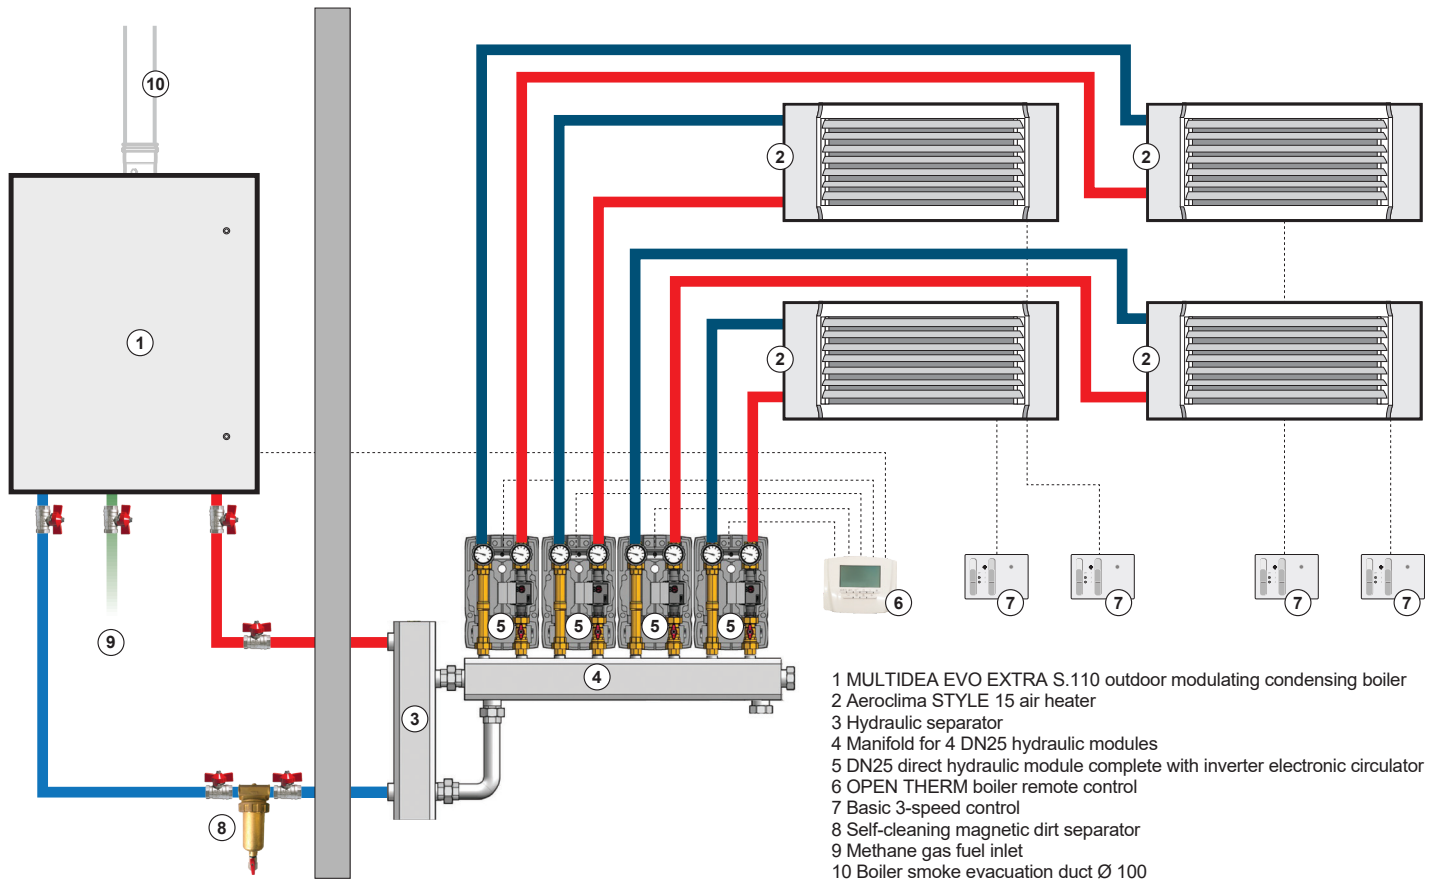 10
2
2
1
2
2
6
7
7
7
7
5
5
5
5
9
4
3
8
1 MULTIDEA EVO EXTRA S.110 outdoor modulating condensing boiler
2 Aeroclima STYLE 15 air heater
3 Hydraulic separator
4 Manifold for 4 DN25 hydraulic modules
5 DN25 direct hydraulic module complete with inverter electronic circulator
6 OPEN THERM boiler remote control
7 Basic 3-speed control
8 Self-cleaning magnetic dirt separator
9 Methane gas fuel inlet
10 Boiler smoke evacuation duct Ø 100